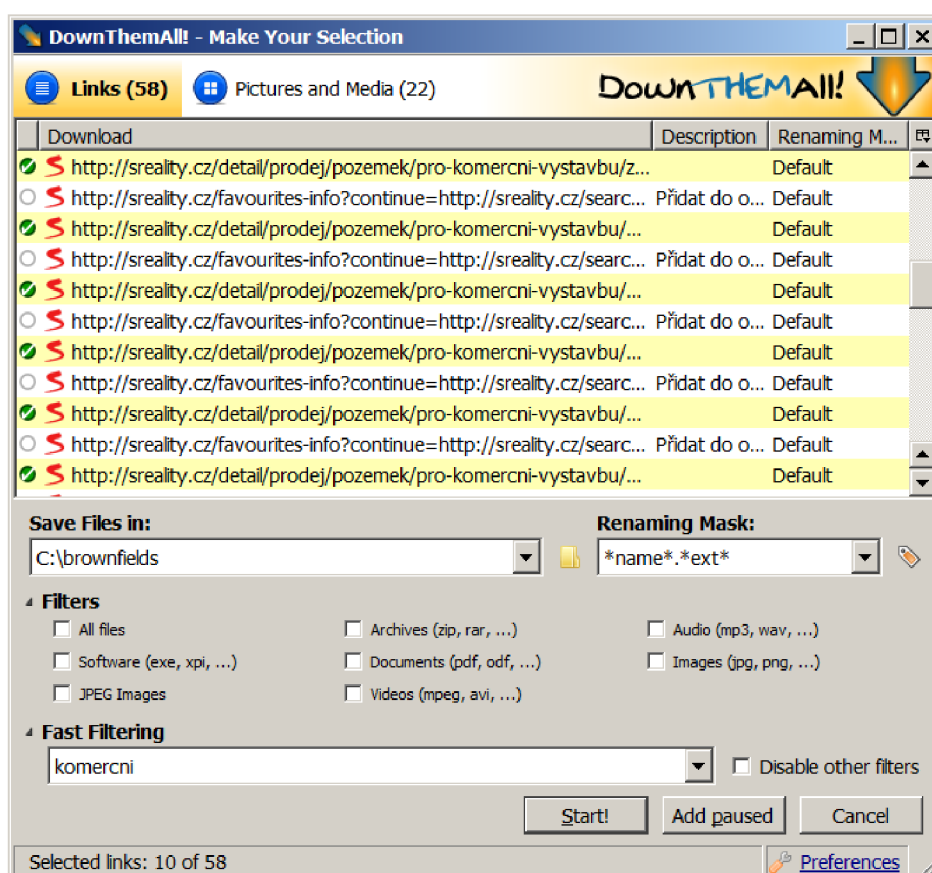 DownThemAll! - Make Your Selection
Links (58) Pictures and Media (22) DownTHEMAll!
Download Description Renaming M...
http://sreality.cz/detail/prodej/pozemek/pro-komercni-vystavbu/z... Default
http://sreality.cz/favourites-info?continue=http://sreality.cz/searc... Přidat do o... Default
http://sreality.cz/detail/prodej/pozemek/pro-komercni-vystavbu/... Default
http://sreality.cz/favourites-info?continue=http://sreality.cz/searc... Přidat do o... Default
http://sreality.cz/detail/prodej/pozemek/pro-komercni-vystavbu/... Default
http://sreality.cz/favourites-info?continue=http://sreality.cz/searc... Přidat do o... Default
http://sreality.cz/detail/prodej/pozemek/pro-komercni-vystavbu/... Default
http://sreality.cz/favourites-info?continue=http://sreality.cz/searc... Přidat do o... Default
http://sreality.cz/detail/prodej/pozemek/pro-komercni-vystavbu/... Default
http://sreality.cz/favourites-info?continue=http://sreality.cz/searc... Přidat do o... Default
http://sreality.cz/detail/prodej/pozemek/pro-komercni-vystavbu/... Default
Save Files in: Renaming Mask:
C:\brownfields *name*.*ext*
Filters
All files Archives (zip, rar, ...) Audio (mp3, wav, ...)
Software (exe, xpi, ...) Documents (pdf, odf, ...) Images (jpg, png, ...)
JPEG Images Videos (mpeg, avi, ...)
Fast Filtering
komercni Disable other filters
Start! Add paused Cancel
Selected links: 10 of 58 Preferences